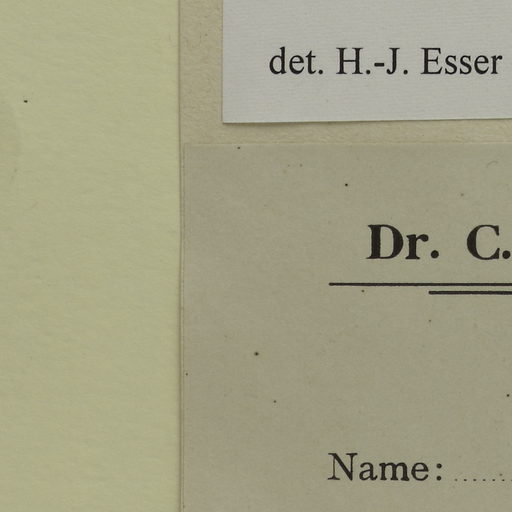 det. H.-J. Esser
Dr. C.
Name: ......